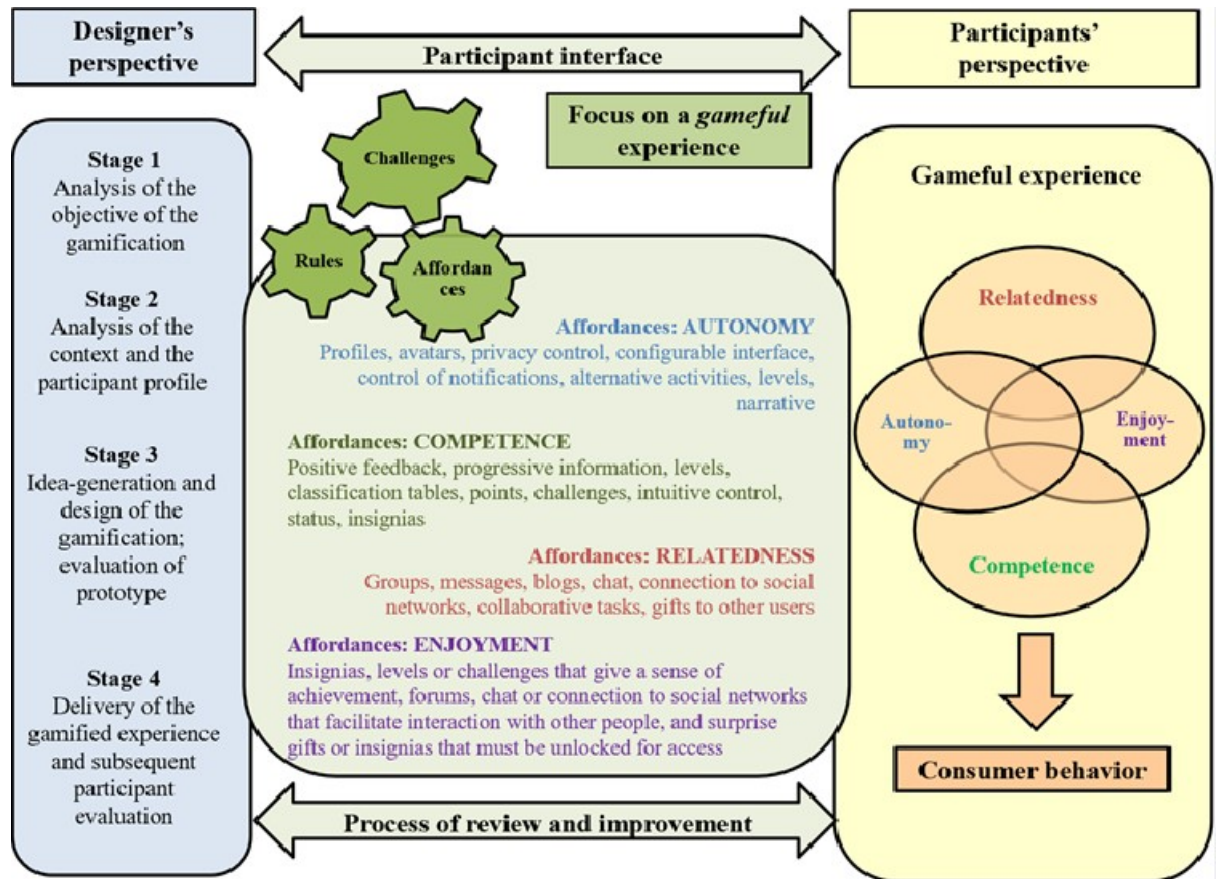 Designer's
perspective
Participant interface
Participants'
perspective
Focus on a gameful
experience
Stage 1
Analysis of the
objective of the
gamification
Stage 2
Analysis of the
context and the
participant profile
Stage 3
Idea-generation and
design of the
gamification;
evaluation of
prototype
Stage 4
Delivery of the
gamified experience
and subsequent
participant
evaluation
Challenges
Rules
Affordan
ces
Affordances: AUTONOMY
Profiles, avatars, privacy control, configurable interface,
control of notifications, alternative activities, levels,
narrative
Affordances: COMPETENCE
Positive feedback, progressive information, levels,
classification tables, points, challenges, intuitive control,
status, insignias
Affordances: RELATEDNESS
Groups, messages, blogs, chat, connection to social
networks, collaborative tasks, gifts to other users
Affordances: ENJOYMENT
Insignias, levels or challenges that give a sense of
achievement, forums, chat or connection to social networks
that facilitate interaction with other people, and surprise
gifts or insignias that must be unlocked for access
Process of review and improvement
Gameful experience
Relatedness
Autono-
my
Enjoy-
ment
Competence
Consumer behavior